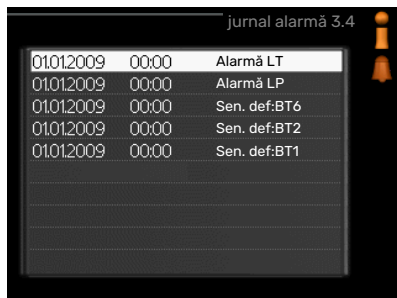 jurnal alarmă 3.4
01.01.2009 00:00 Alarmă LT
01.01.2009 00:00 Alarmă LP
01.01.2009 00:00 Sen. def:BT6
01.01.2009 00:00 Sen. def:BT2
01.01.2009 00:00 Sen. def:BT1